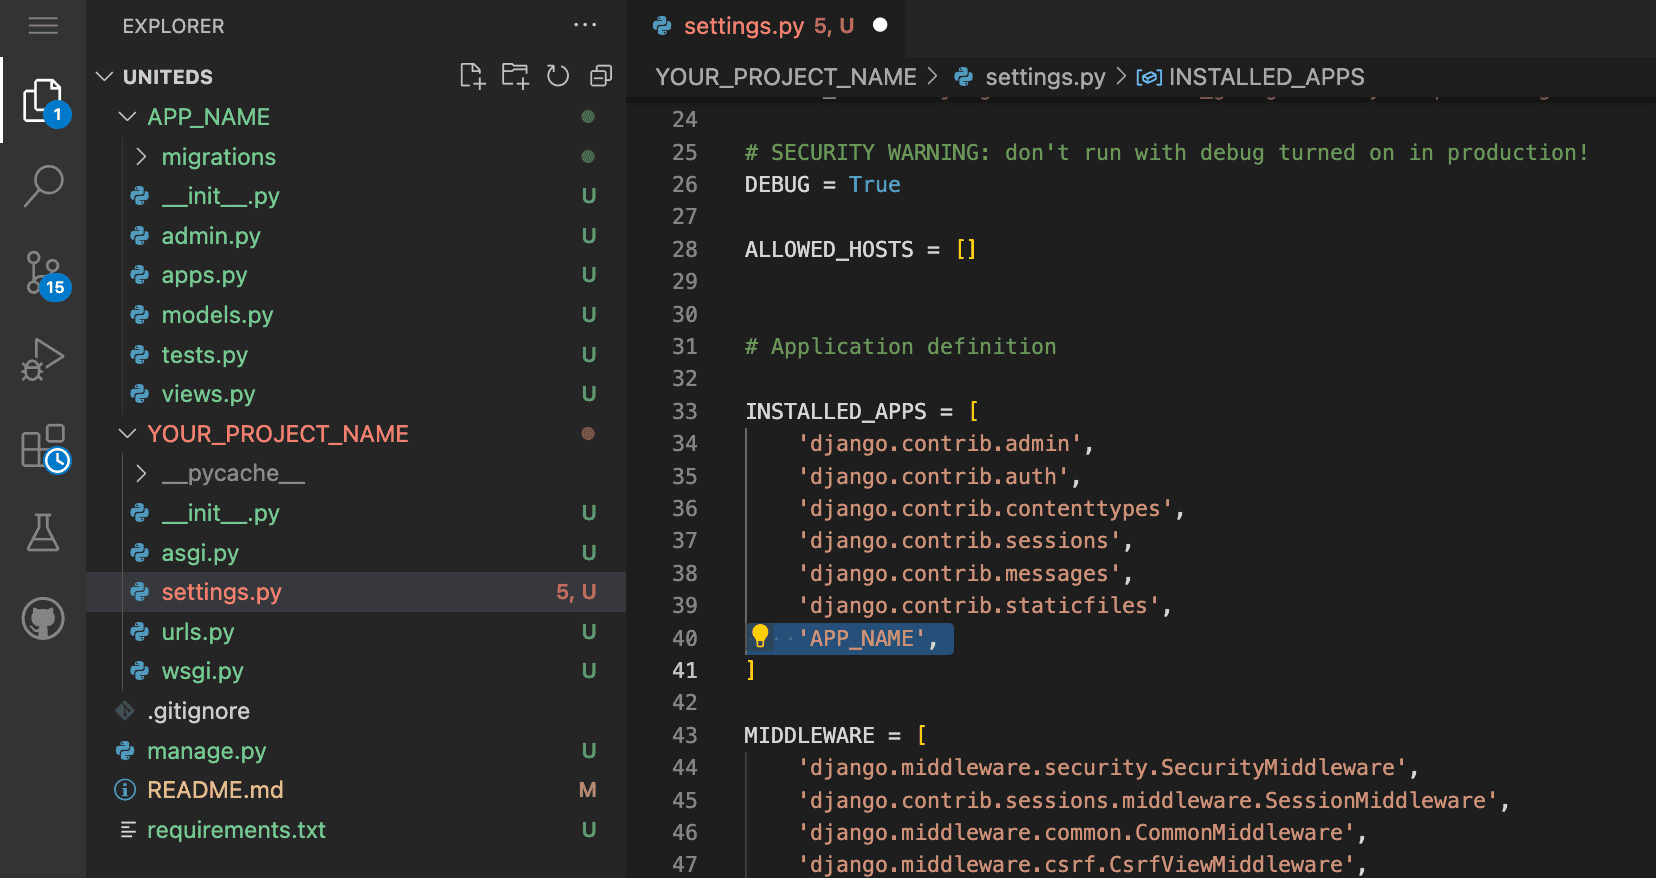 EXPLORER ...
settings.py 5, U
UNITEDS
YOUR_PROJECT_NAME > settings.py > INSTALLED_APPS
1
15
APP_NAME
migrations
__init__.py U
admin.py U
apps.py U
models.py U
tests.py U
views.py U
YOUR_PROJECT_NAME
__pycache__
__init__.py U
asgi.py U
settings.py 5, U
urls.py U
wsgi.py U
.gitignore
manage.py U
README.md M
requirements.txt U
24
25 # SECURITY WARNING: don't run with debug turned on in production!
26 DEBUG = True
27
28 ALLOWED_HOSTS = []
29
30
31 # Application definition
32
33 INSTALLED_APPS = [
34 'django.contrib.admin',
35 'django.contrib.auth',
36 'django.contrib.contenttypes',
37 'django.contrib.sessions',
38 'django.contrib.messages',
39 'django.contrib.staticfiles',
40 'APP_NAME',
41 ]
42
43 MIDDLEWARE = [
44 'django.middleware.security.SecurityMiddleware',
45 'django.contrib.sessions.middleware.SessionMiddleware',
46 'django.middleware.common.CommonMiddleware',
47 'django.middleware.csrf.CsrfViewMiddleware',